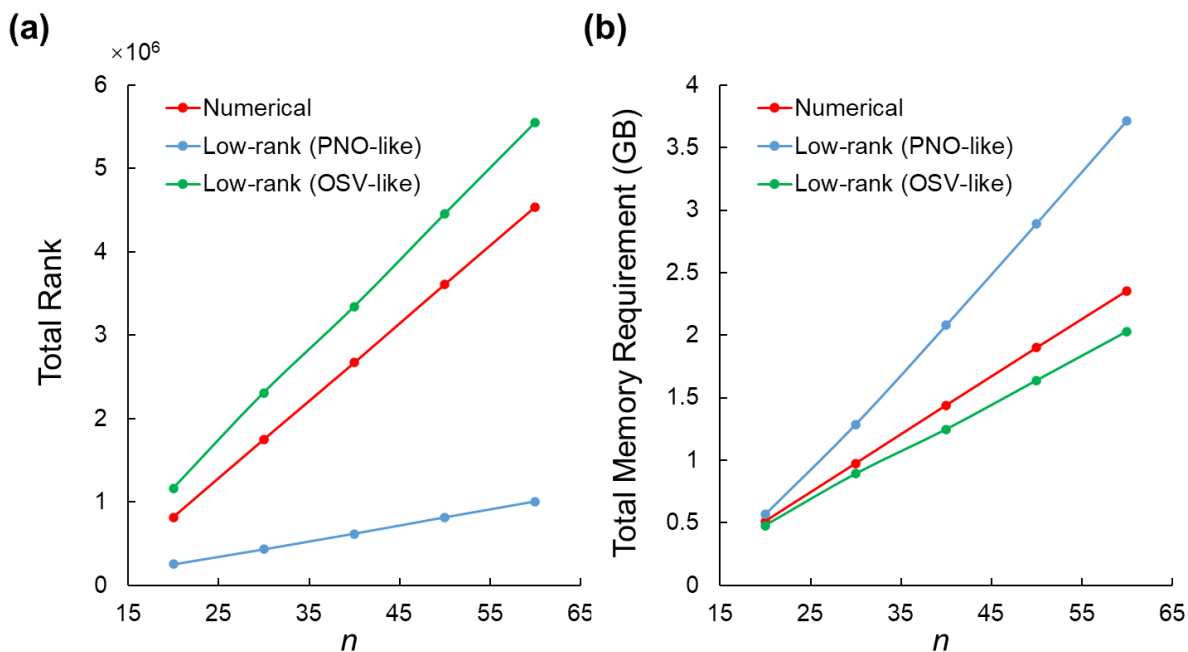 (a)
×10⁶
6
5
4
3
2
1
0
Total Rank
Numerical
Low-rank (PNO-like)
Low-rank (OSV-like)
15 25 35 45 55 65
n
(b)
4
3.5
3
2.5
2
1.5
1
0.5
0
Total Memory Requirement (GB)
Numerical
Low-rank (PNO-like)
Low-rank (OSV-like)
15 25 35 45 55 65
n